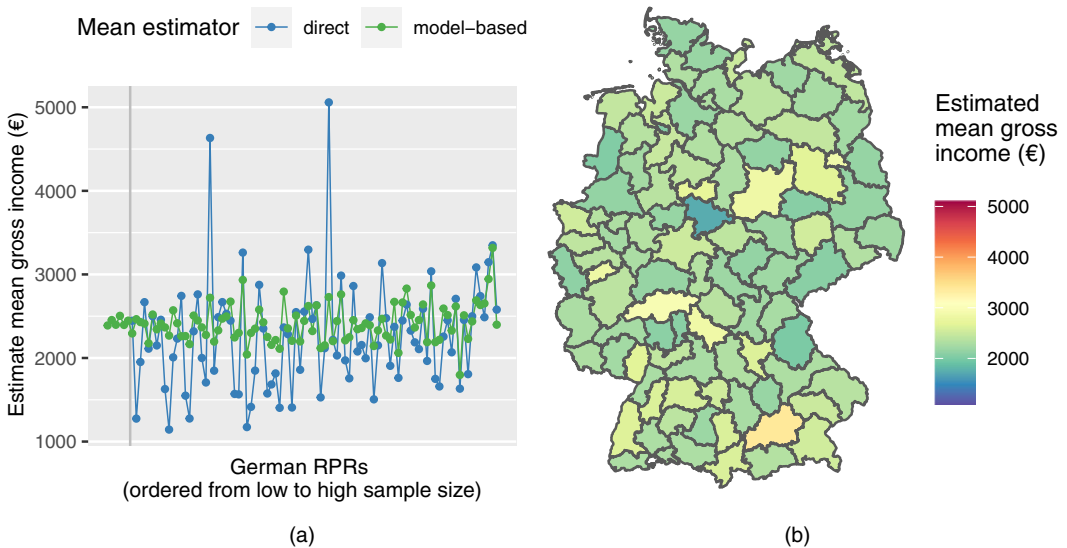 Mean estimator direct model−based
Estimate mean gross income (€)
5000
4000
3000
2000
1000
German RPRs
(ordered from low to high sample size)
(a)
Estimated
mean gross
income (€)
5000
4000
3000
2000
(b)